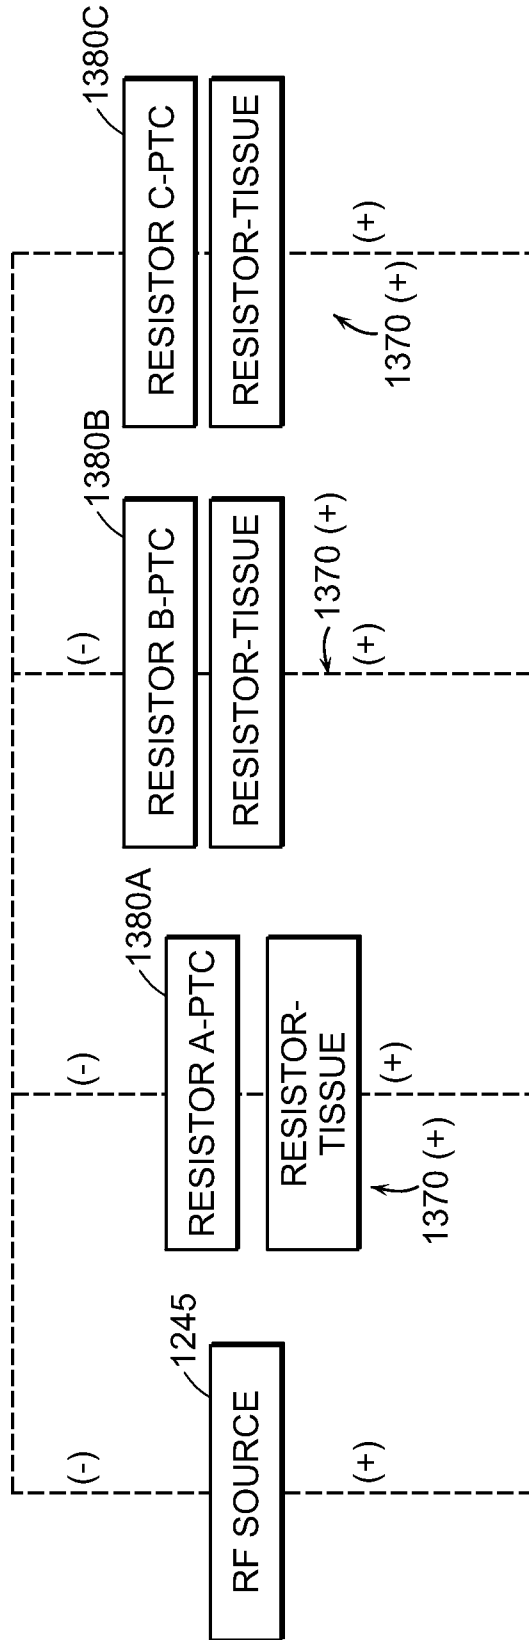 (-)
1245
RF SOURCE
(+)
(-)
1380A
RESISTOR A-PTC
RESISTOR-
TISSUE
(+)
1370 (+)
(-)
1380B
RESISTOR B-PTC
RESISTOR-TISSUE
1370 (+)
(+)
1380C
RESISTOR C-PTC
RESISTOR-TISSUE
(+)
1370 (+)